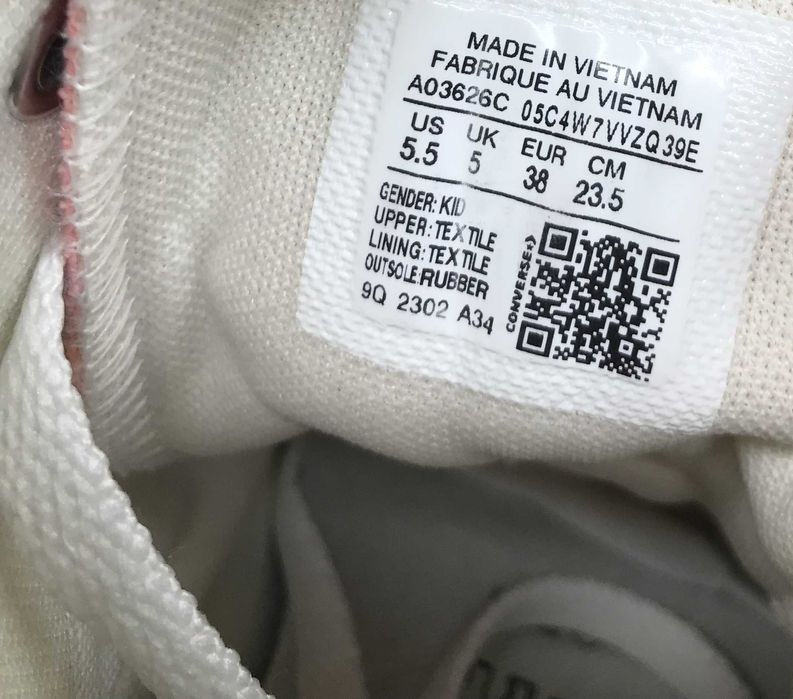 MADE IN VIETNAM
FABRIQUE AU VIETNAM
A03626C 05C4W7VVZQ39E
US UK EUR CM
5.5 5 38 23.5
GENDER: KID
UPPER: TEXTILE
LINING: TEXTILE
OUTSOLE:RUBBER
9Q 2302 A34
CONVERSE